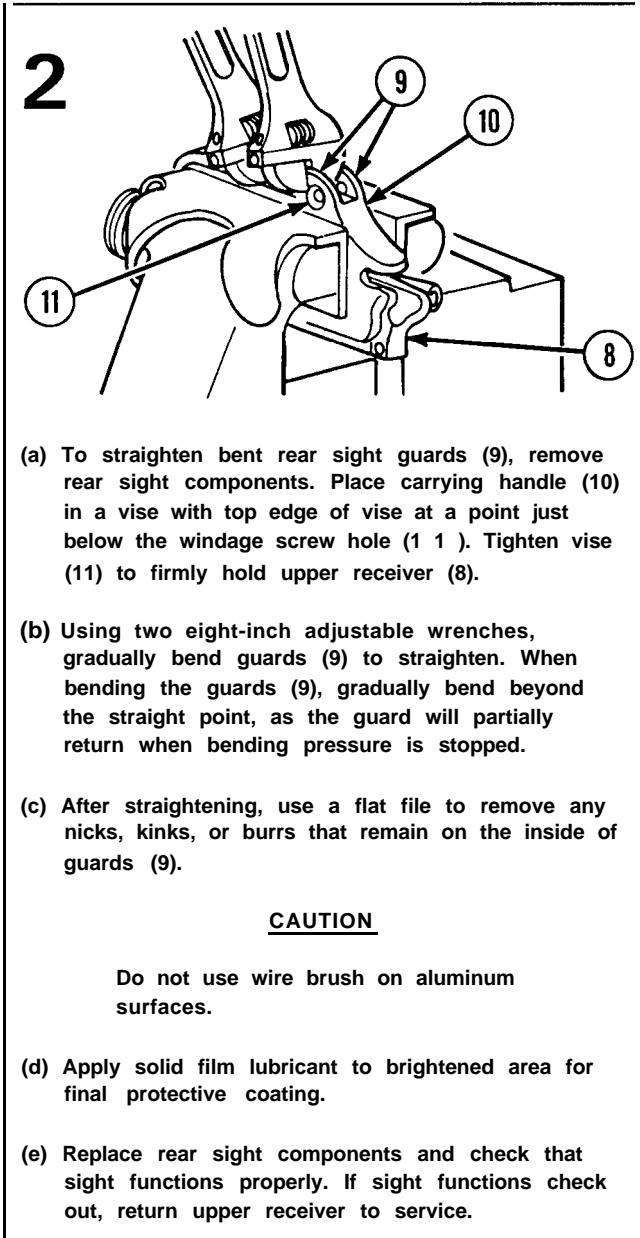 2
9
10
11
8
(a) To straighten bent rear sight guards (9), remove
rear sight components. Place carrying handle (10)
in a vise with top edge of vise at a point just
below the windage screw hole (1 1 ). Tighten vise
(11) to firmly hold upper receiver (8).
(b) Using two eight-inch adjustable wrenches,
gradually bend guards (9) to straighten. When
bending the guards (9), gradually bend beyond
the straight point, as the guard will partially
return when bending pressure is stopped.
(c) After straightening, use a flat file to remove any
nicks, kinks, or burrs that remain on the inside of
guards (9).
CAUTION
Do not use wire brush on aluminum
surfaces.
(d) Apply solid film lubricant to brightened area for
final protective coating.
(e) Replace rear sight components and check that
sight functions properly. If sight functions check
out, return upper receiver to service.